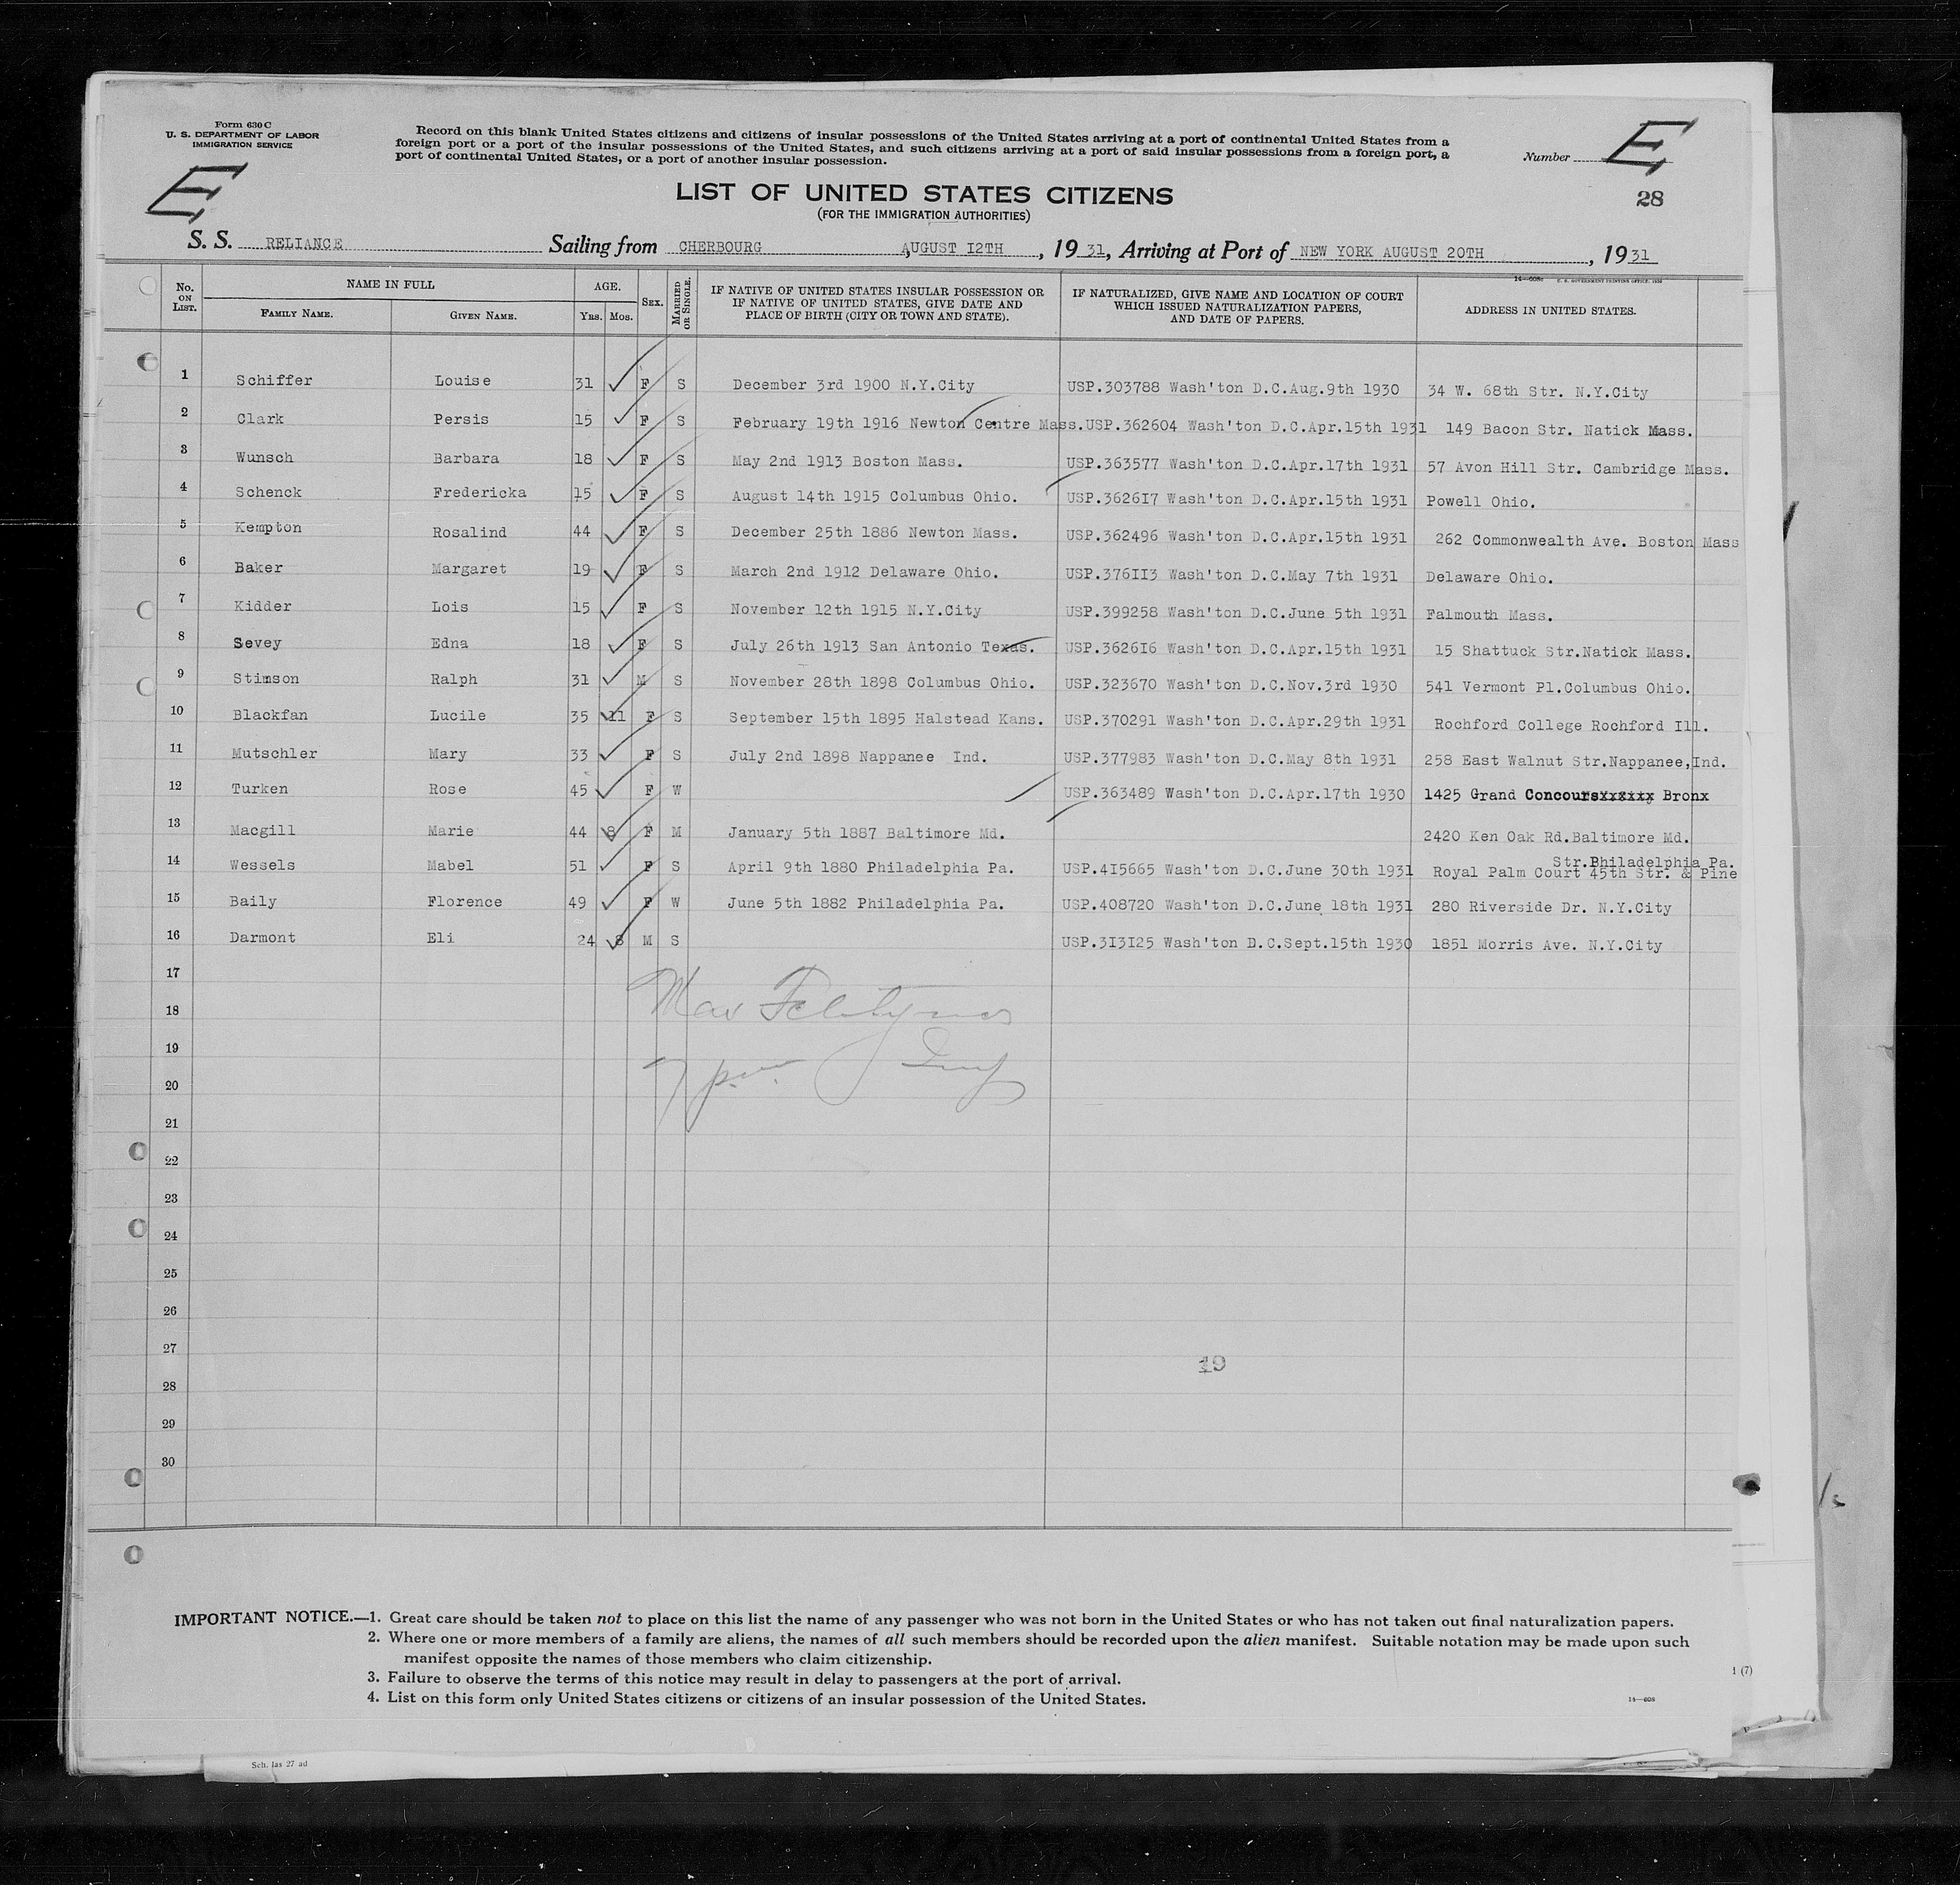 Form 630 C
U. S. DEPARTMENT OF LABOR
IMMIGRATION SERVICE
Record on this blank United States citizens and citizens of insular possessions of the United States arriving at a port of continental United States from a
foreign port or a port of the insular possessions of the United States, and such citizens arriving at a port of said insular possessions from a foreign port, a
port of continental United States, or a port of another insular possession.
Number E
E
28
LIST OF UNITED STATES CITIZENS
(FOR THE IMMIGRATION AUTHORITIES)
S. S. RELIANCE Sailing from CHERBOURG , AUGUST I2TH , 19 31, Arriving at Port of NEW YORK AUGUST 20TH , 19 31
No. ON LIST. NAME IN FULL FAMILY NAME. GIVEN NAME. AGE. YRS. MOS. SEX. MARRIED OR SINGLE. IF NATIVE OF UNITED STATES INSULAR POSSESSION OR IF NATIVE OF UNITED STATES, GIVE DATE AND PLACE OF BIRTH (CITY OR TOWN AND STATE). IF NATURALIZED, GIVE NAME AND LOCATION OF COURT WHICH ISSUED NATURALIZATION PAPERS, AND DATE OF PAPERS. ADDRESS IN UNITED STATES.
1 Schiffer Louise 31 F S December 3rd 1900 N.Y.City USP.303788 Wash'ton D.C.Aug.9th 1930 34 W. 68th Str. N.Y.City
2 Clark Persis 15 F S February 19th 1916 Newton Centre Mass. USP.362604 Wash'ton D.C.Apr.15th 1931 149 Bacon Str. Natick Mass.
3 Wunsch Barbara 18 F S May 2nd 1913 Boston Mass. USP.363577 Wash'ton D.C.Apr.17th 1931 57 Avon Hill Str. Cambridge Mass.
4 Schenck Fredericka 15 F S August 14th 1915 Columbus Ohio. USP.3626I7 Wash'ton D.C.Apr.15th 1931 Powell Ohio.
5 Kempton Rosalind 44 F S December 25th 1886 Newton Mass. USP.362496 Wash'ton D.C.Apr.15th 1931 262 Commonwealth Ave. Boston Mass
6 Baker Margaret 19 F S March 2nd 1912 Delaware Ohio. USP.376II3 Wash'ton D.C.May 7th 1931 Delaware Ohio.
7 Kidder Lois 15 F S November 12th 1915 N.Y.City USP.399258 Wash'ton D.C.June 5th 1931 Falmouth Mass.
8 Sevey Edna 18 F S July 26th 1913 San Antonio Texas. USP.3626I6 Wash'ton D.C.Apr.15th 1931 15 Shattuck Str.Natick Mass.
9 Stimson Ralph 31 M S November 28th 1898 Columbus Ohio. USP.323670 Wash'ton D.C.Nov.3rd 1930 541 Vermont Pl.Columbus Ohio.
10 Blackfan Lucile 35 11 F S September 15th 1895 Halstead Kans. USP.370291 Wash'ton D.C.Apr.29th 1931 Rochford College Rochford Ill.
11 Mutschler Mary 33 F S July 2nd 1898 Nappanee Ind. USP.377983 Wash'ton D.C.May 8th 1931 258 East Walnut Str.Nappanee,Ind.
12 Turken Rose 45 F W USP.363489 Wash'ton D.C.Apr.17th 1930 1425 Grand Concours Bronx
13 Macgill Marie 44 8 F M January 5th 1887 Baltimore Md. 2420 Ken Oak Rd.Baltimore Md.
14 Wessels Mabel 51 F S April 9th 1880 Philadelphia Pa. USP.4I5665 Wash'ton D.C.June 30th 1931 Royal Palm Court 45th Str. & Pine Str.Philadelphia Pa.
15 Baily Florence 49 F W June 5th 1882 Philadelphia Pa. USP.408720 Wash'ton D.C.June 18th 1931 280 Riverside Dr. N.Y.City
16 Darmont Eli 24 8 M S USP.3I3I25 Wash'ton D.C.Sept.15th 1930 1851 Morris Ave. N.Y.City
17
18
19
20
21
22
23
24
25
26
27
28
29
30
19
IMPORTANT NOTICE.—1. Great care should be taken not to place on this list the name of any passenger who was not born in the United States or who has not taken out final naturalization papers.
2. Where one or more members of a family are aliens, the names of all such members should be recorded upon the alien manifest. Suitable notation may be made upon such
manifest opposite the names of those members who claim citizenship.
3. Failure to observe the terms of this notice may result in delay to passengers at the port of arrival.
4. List on this form only United States citizens or citizens of an insular possession of the United States.
14—608
1 (7)
Sch. las 27 ad